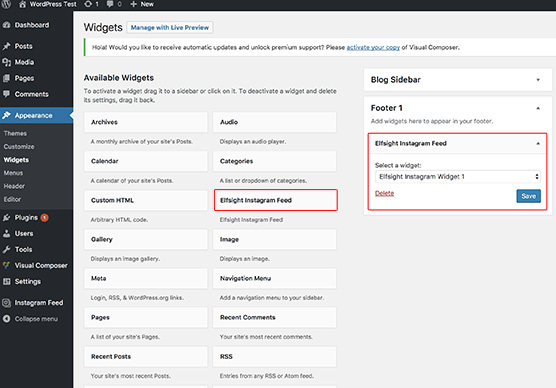 WordPress Test 1 0 + New
Dashboard
Posts
Media
Pages
Comments
Appearance
Themes
Customize
Widgets
Menus
Header
Editor
Plugins 1
Users
Tools
Visual Composer
Settings
Instagram Feed
Collapse menu
Widgets Manage with Live Preview
Hola! Would you like to receive automatic updates and unlock premium support? Please activate your copy of Visual Composer.
Available Widgets
To activate a widget drag it to a sidebar or click on it. To deactivate a widget and delete
its settings, drag it back.
Archives Audio
A monthly archive of your site's Posts. Displays an audio player.
Calendar Categories
A calendar of your site's Posts. A list or dropdown of categories.
Custom HTML Elfsight Instagram Feed
Arbitrary HTML code. Elfsight Instagram Feed
Gallery Image
Displays an image gallery. Displays an image.
Meta Navigation Menu
Login, RSS, & WordPress.org links. Add a navigation menu to your sidebar.
Pages Recent Comments
A list of your site's Pages. Your site's most recent comments.
Recent Posts RSS
Your site's most recent Posts. Entries from any RSS or Atom feed.
Blog Sidebar
Footer 1
Add widgets here to appear in your footer.
Elfsight Instagram Feed
Select a widget:
Elfsight Instagram Widget 1
Delete Save